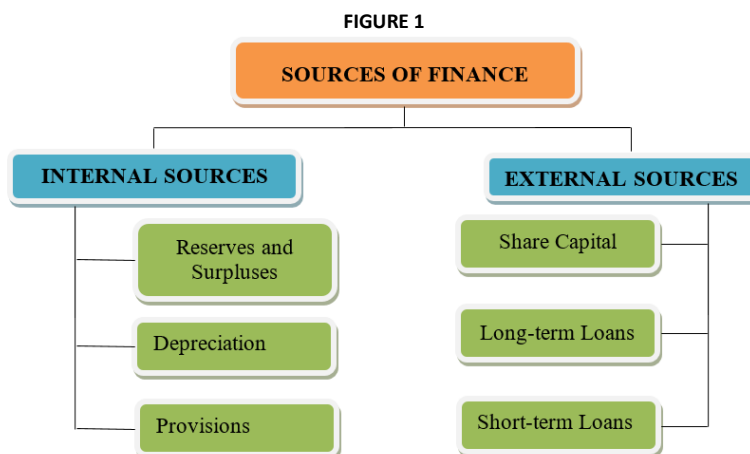 FIGURE 1
SOURCES OF FINANCE
INTERNAL SOURCES
Reserves and
Surpluses
Depreciation
Provisions
EXTERNAL SOURCES
Share Capital
Long-term Loans
Short-term Loans